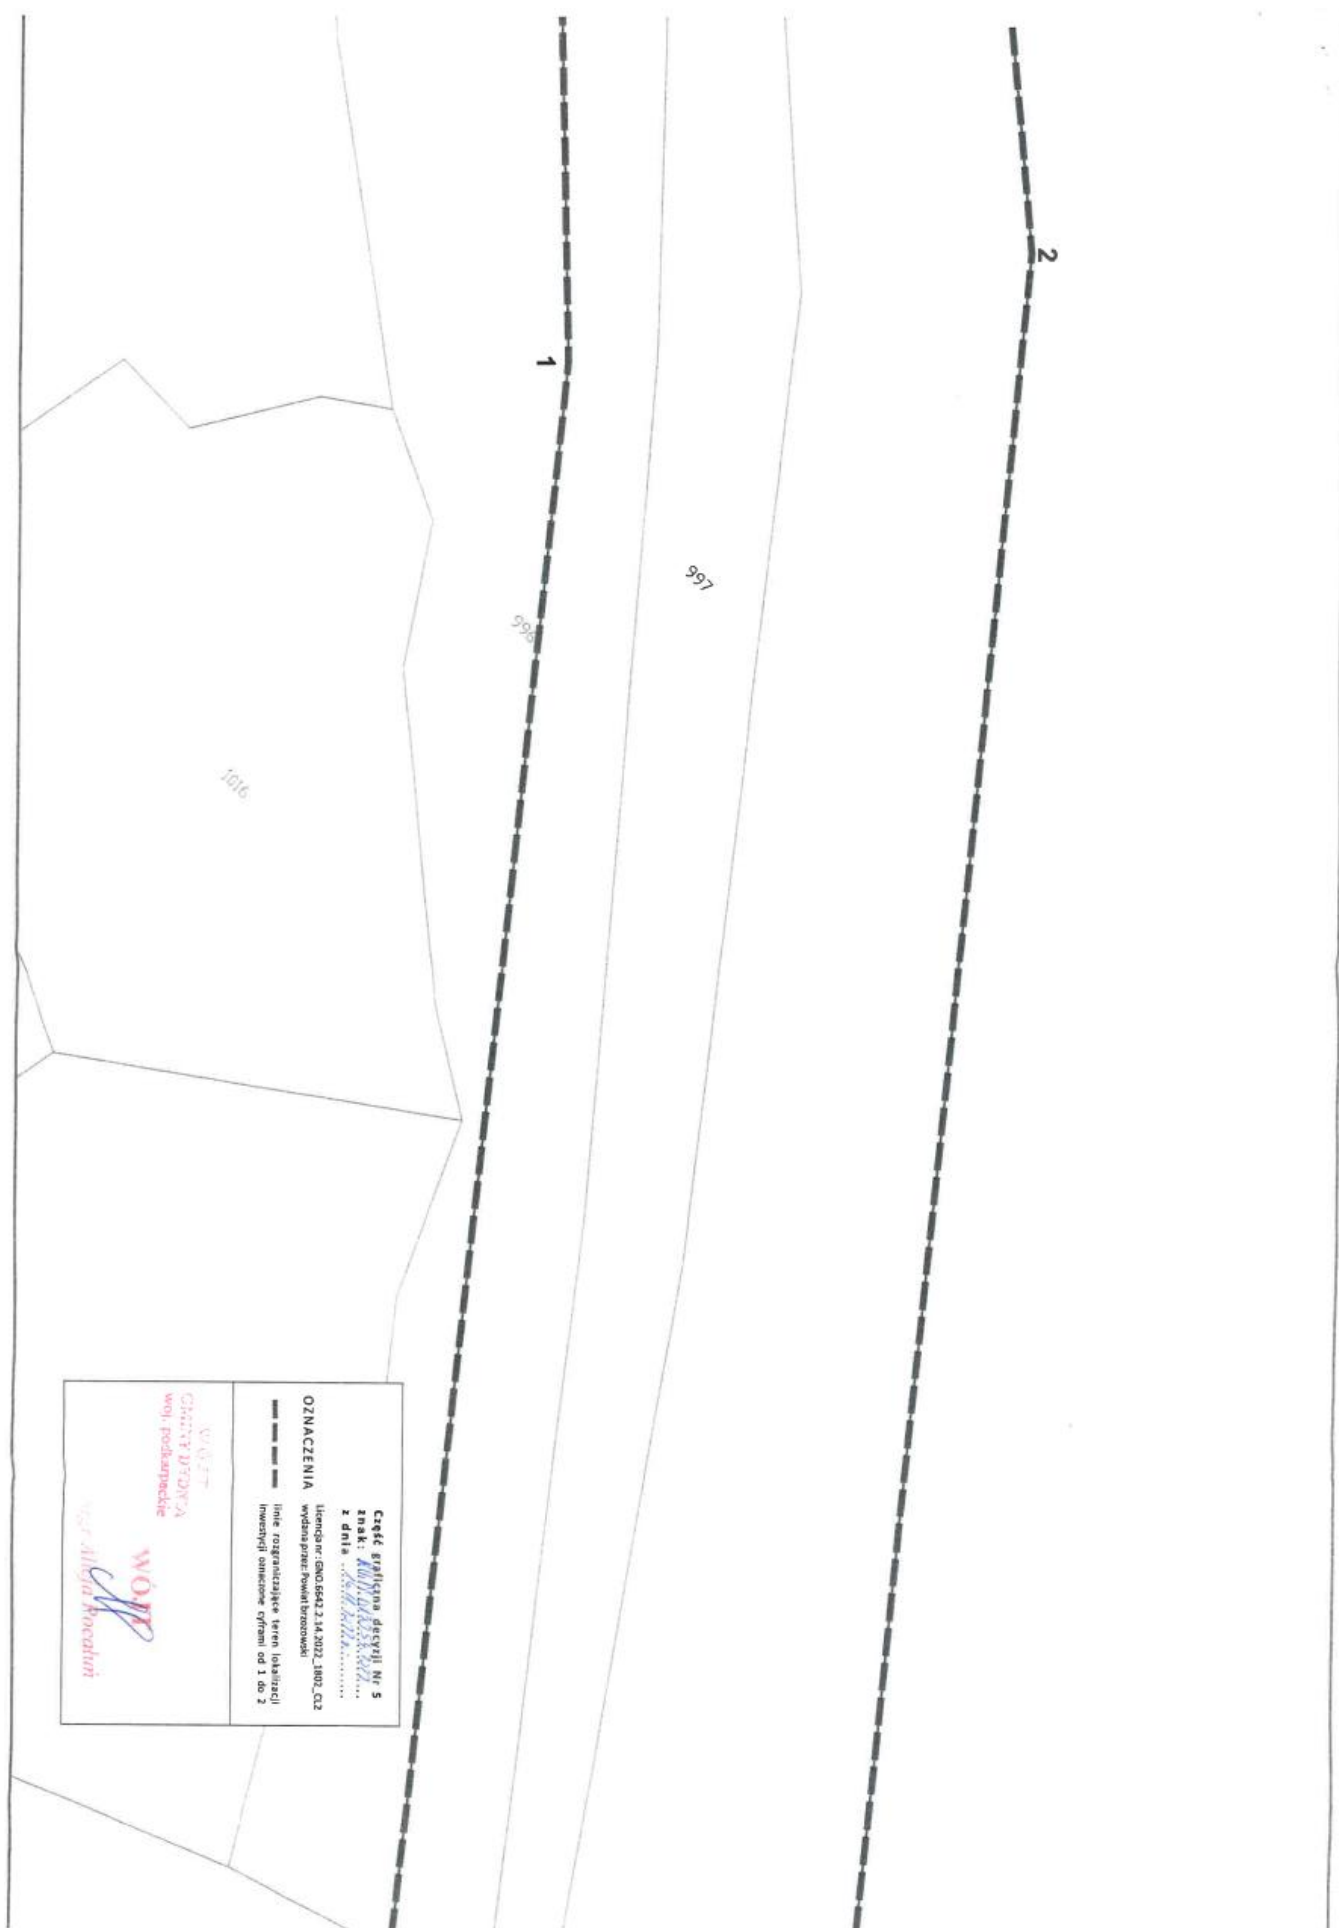 2
1
997
996
1016
Część graficzna decyzji Nr 5
znak:
z dnia
OZNACZENIA
Licencja nr: GNO.6642.2.14.2022_1802_CL2
wydana przez: Powiat brzozowski
linie rozgraniczające teren lokalizacji
inwestycji oznaczone cyframi od 1 do 2
WÓJT
GMINY DYDNIA
woj. podkarpackie
WÓJT
Alicja Pocałuń